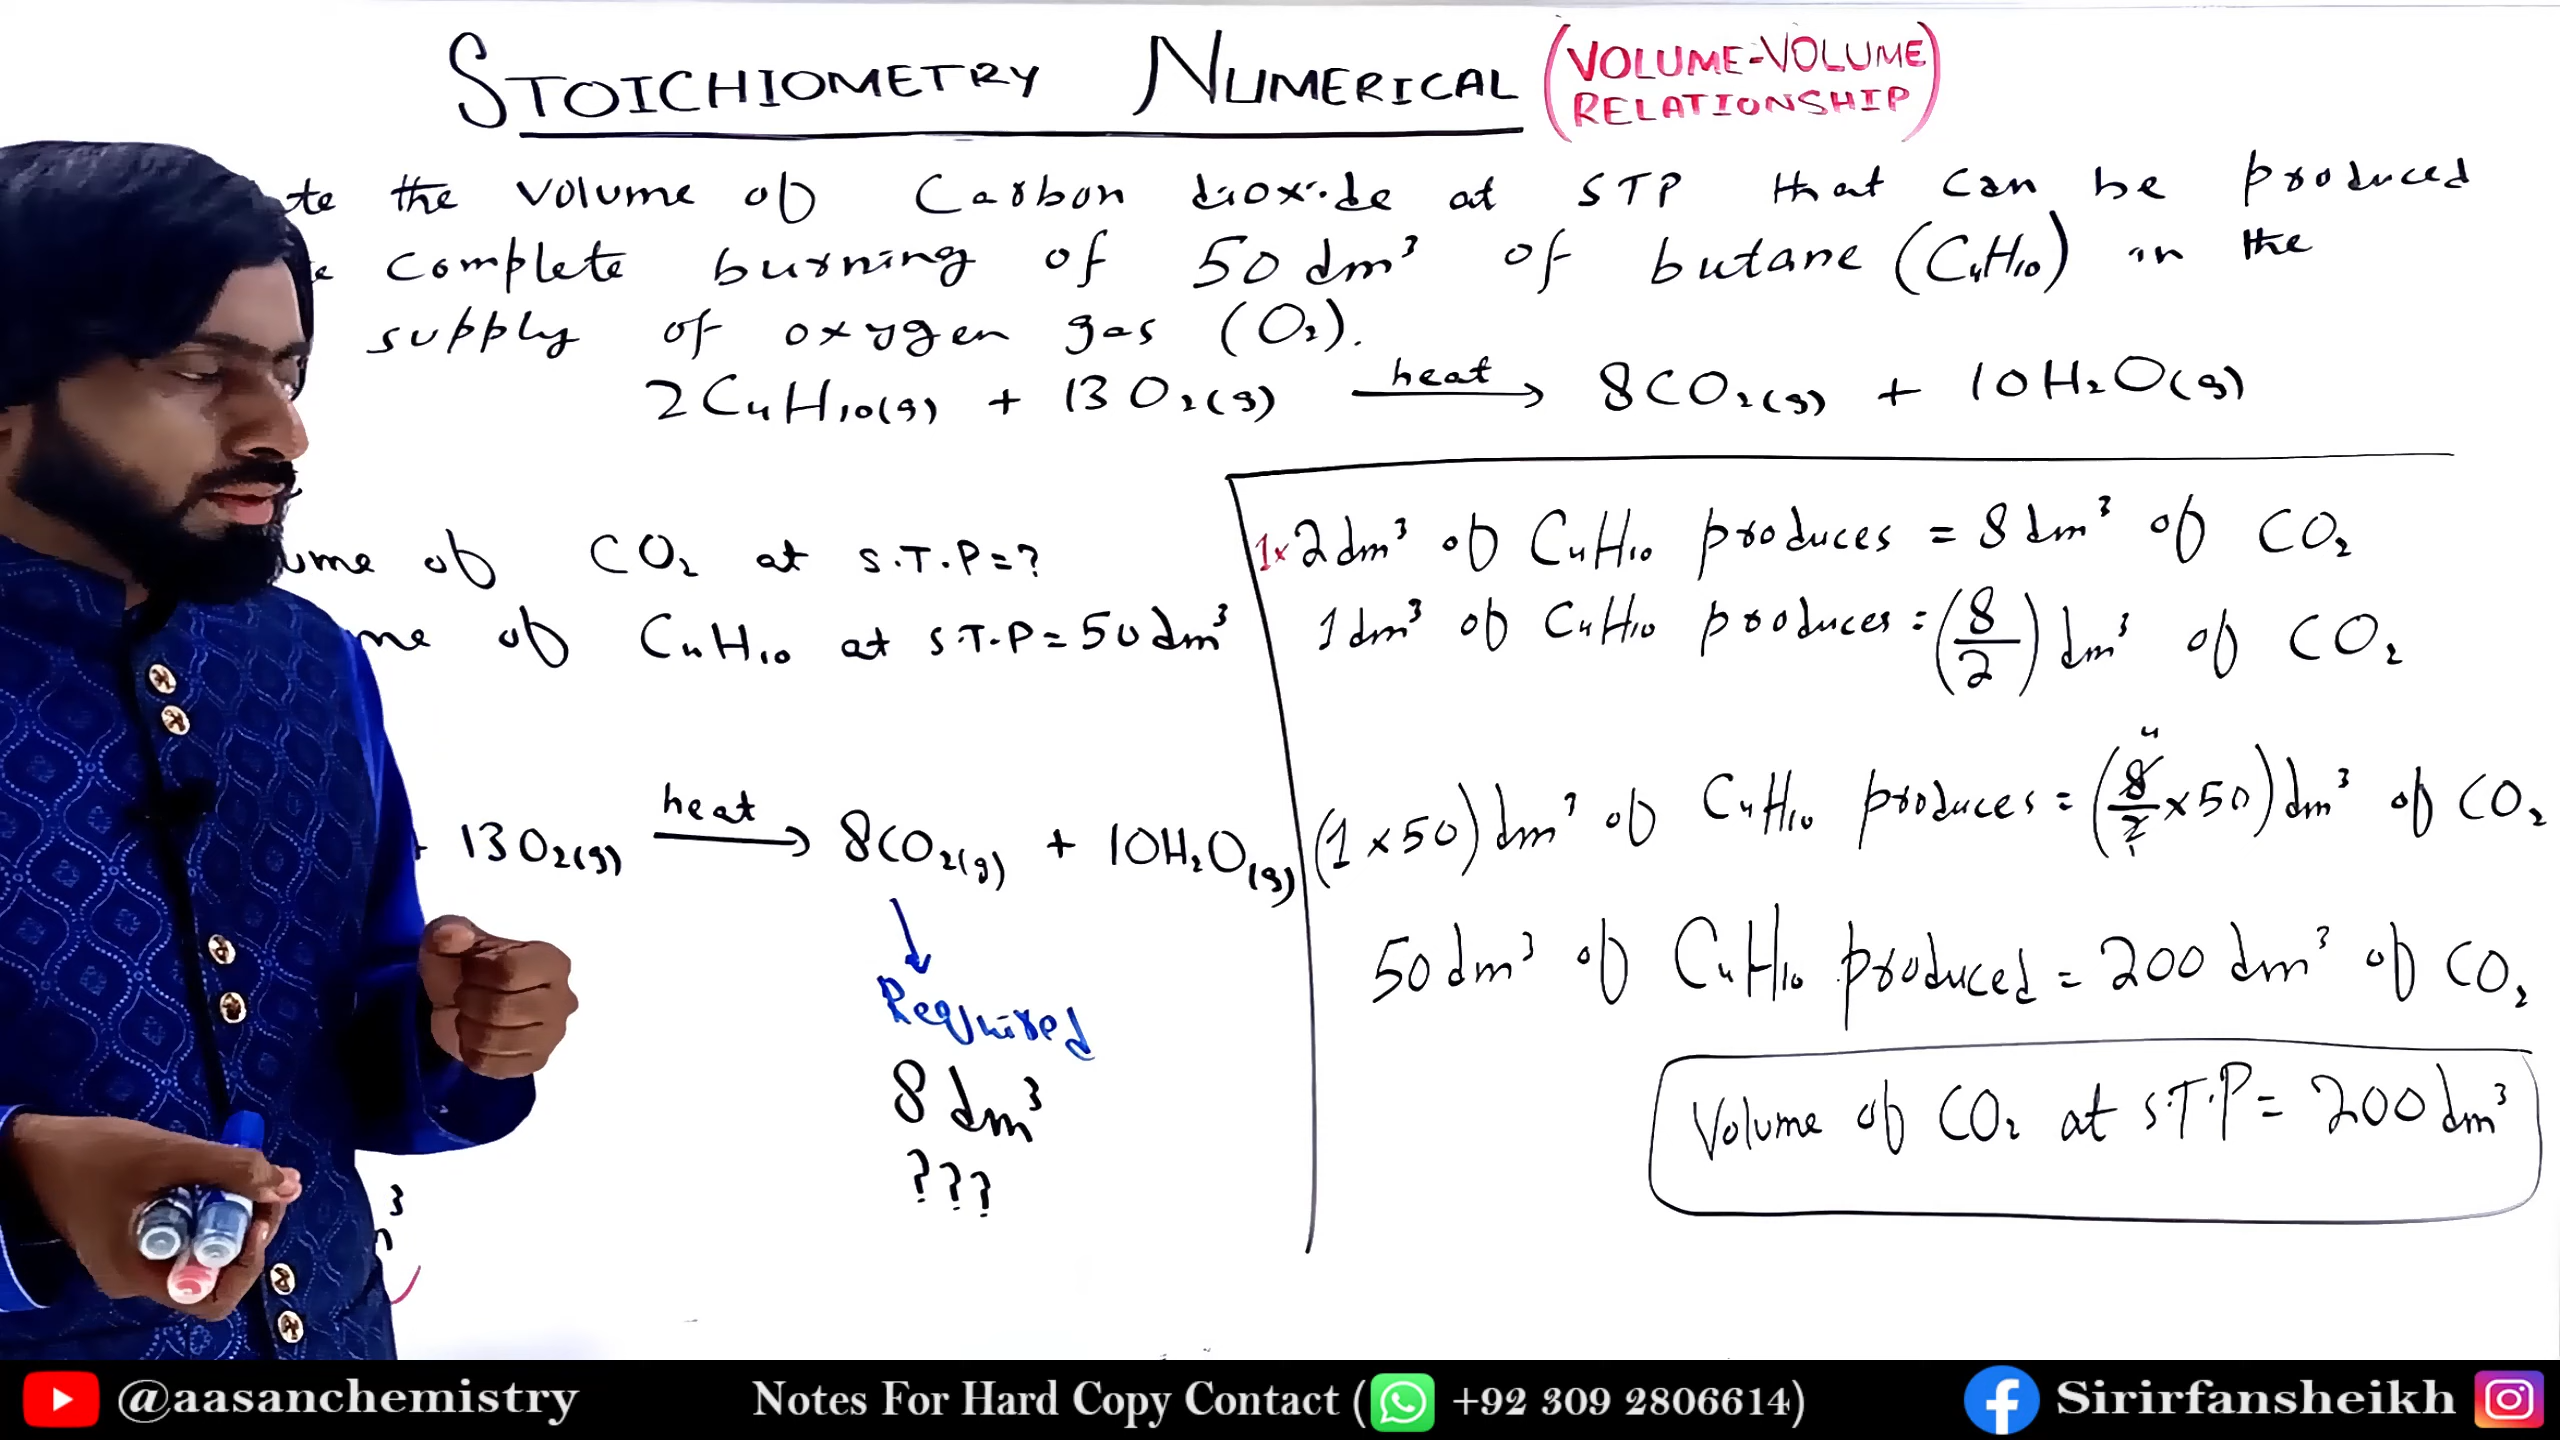 STOICHIOMETRY NUMERICAL (VOLUME-VOLUME RELATIONSHIP)
the volume of Carbon dioxide at STP that can be produced
complete burning of 50 dm³ of butane (C₄H₁₀) in the
supply of oxygen gas (O₂).
2C₄H₁₀(g) + 13O₂(g) heat → 8CO₂(g) + 10H₂O(g)
of CO₂ at S.T.P = ?
of C₄H₁₀ at S.T.P = 50 dm³
13O₂(g) heat → 8CO₂(g) + 10H₂O(g)
Required
8 dm³
???
1× 2 dm³ of C₄H₁₀ produces = 8 dm³ of CO₂
1 dm³ of C₄H₁₀ produces = (8/2) dm³ of CO₂
(1 × 50) dm³ of C₄H₁₀ produces = (8/2 × 50) dm³ of CO₂
50 dm³ of C₄H₁₀ produced = 200 dm³ of CO₂
Volume of CO₂ at S.T.P = 200 dm³
@aasanchemistry Notes For Hard Copy Contact ( +92 309 2806614) Sirirfansheikh